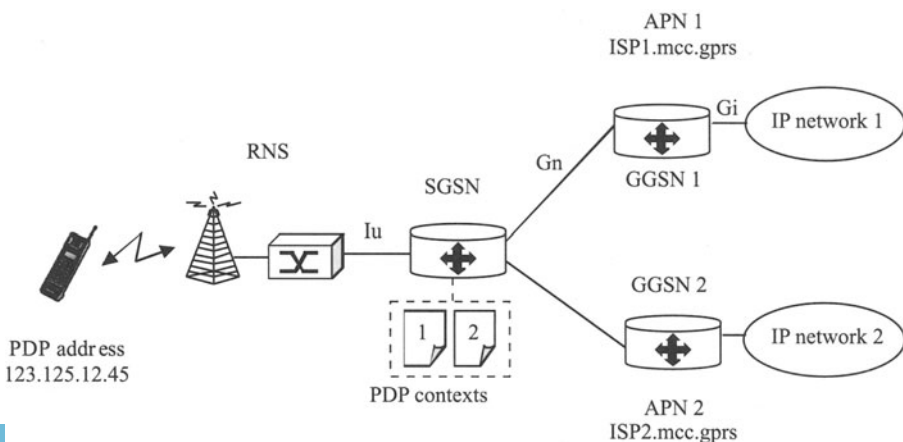 APN 1
ISP1.mcc.gprs
Gi
IP network 1
RNS
Gn
GGSN 1
SGSN
Iu
GGSN 2
1
2
IP network 2
PDP address
123.125.12.45
PDP contexts
APN 2
ISP2.mcc.gprs